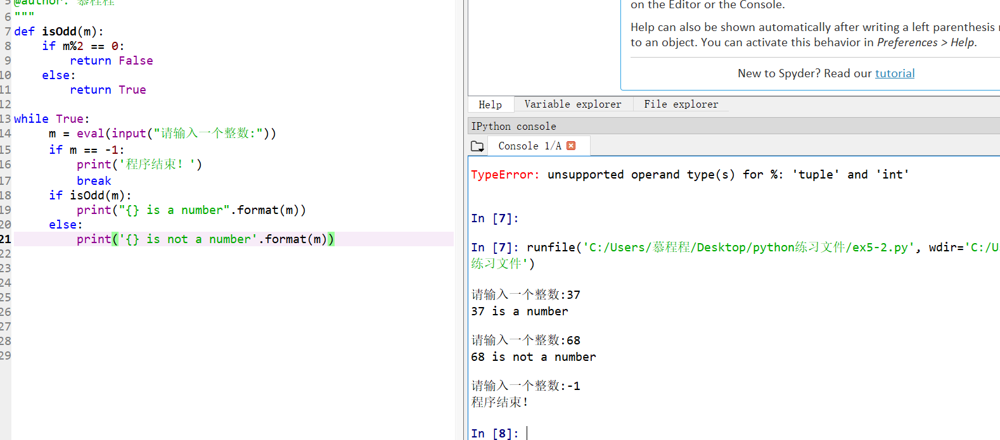 5 @author: 慕程程
6 """
7 def isOdd(m):
8     if m%2 == 0:
9         return False
10     else:
11         return True
12
13 while True:
14     m = eval(input("请输入一个整数:"))
15     if m == -1:
16         print('程序结束！')
17         break
18     if isOdd(m):
19         print("{} is a number".format(m))
20     else:
21         print('{} is not a number'.format(m))
22
23
24
25
26
27
28
29
on the Editor or the Console.
Help can also be shown automatically after writing a left parenthesis
to an object. You can activate this behavior in Preferences > Help.
New to Spyder? Read our tutorial
Help Variable explorer File explorer
IPython console
Console 1/A
TypeError: unsupported operand type(s) for %: 'tuple' and 'int'
In [7]:
In [7]: runfile('C:/Users/慕程程/Desktop/python练习文件/ex5-2.py', wdir='C:/U
练习文件')
请输入一个整数:37
37 is a number
请输入一个整数:68
68 is not a number
请输入一个整数:-1
程序结束！
In [8]: